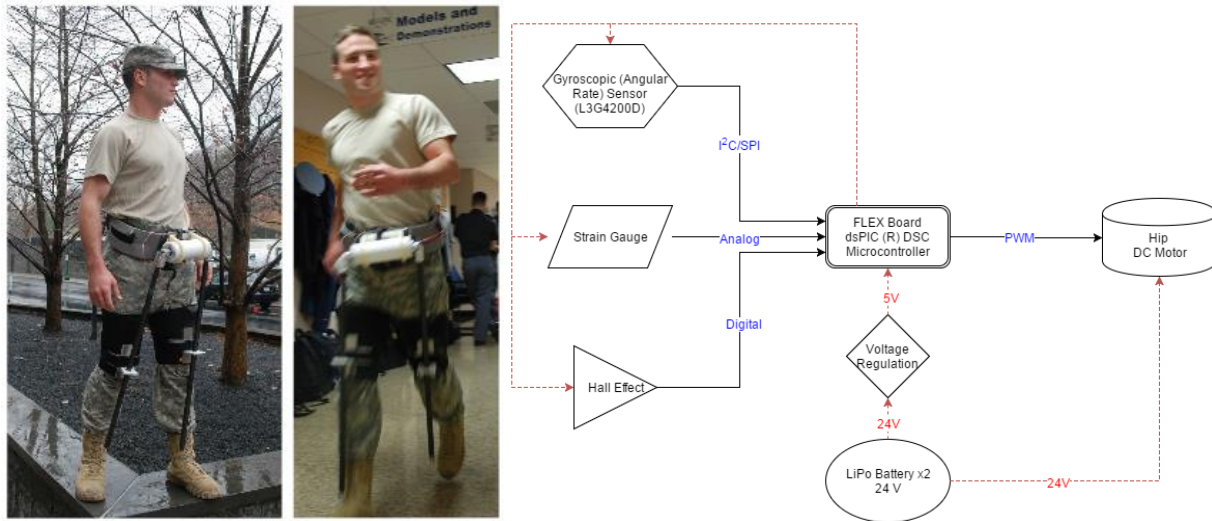 Models and
Demonstrations
Gyroscopic (Angular
Rate) Sensor
(L3G4200D)
I²C/SPI
Strain Gauge
Analog
FLEX Board
dsPIC (R) DSC
Microcontroller
PWM
Hip
DC Motor
Digital
5V
Voltage
Regulation
Hall Effect
24V
LiPo Battery x2
24 V
24V